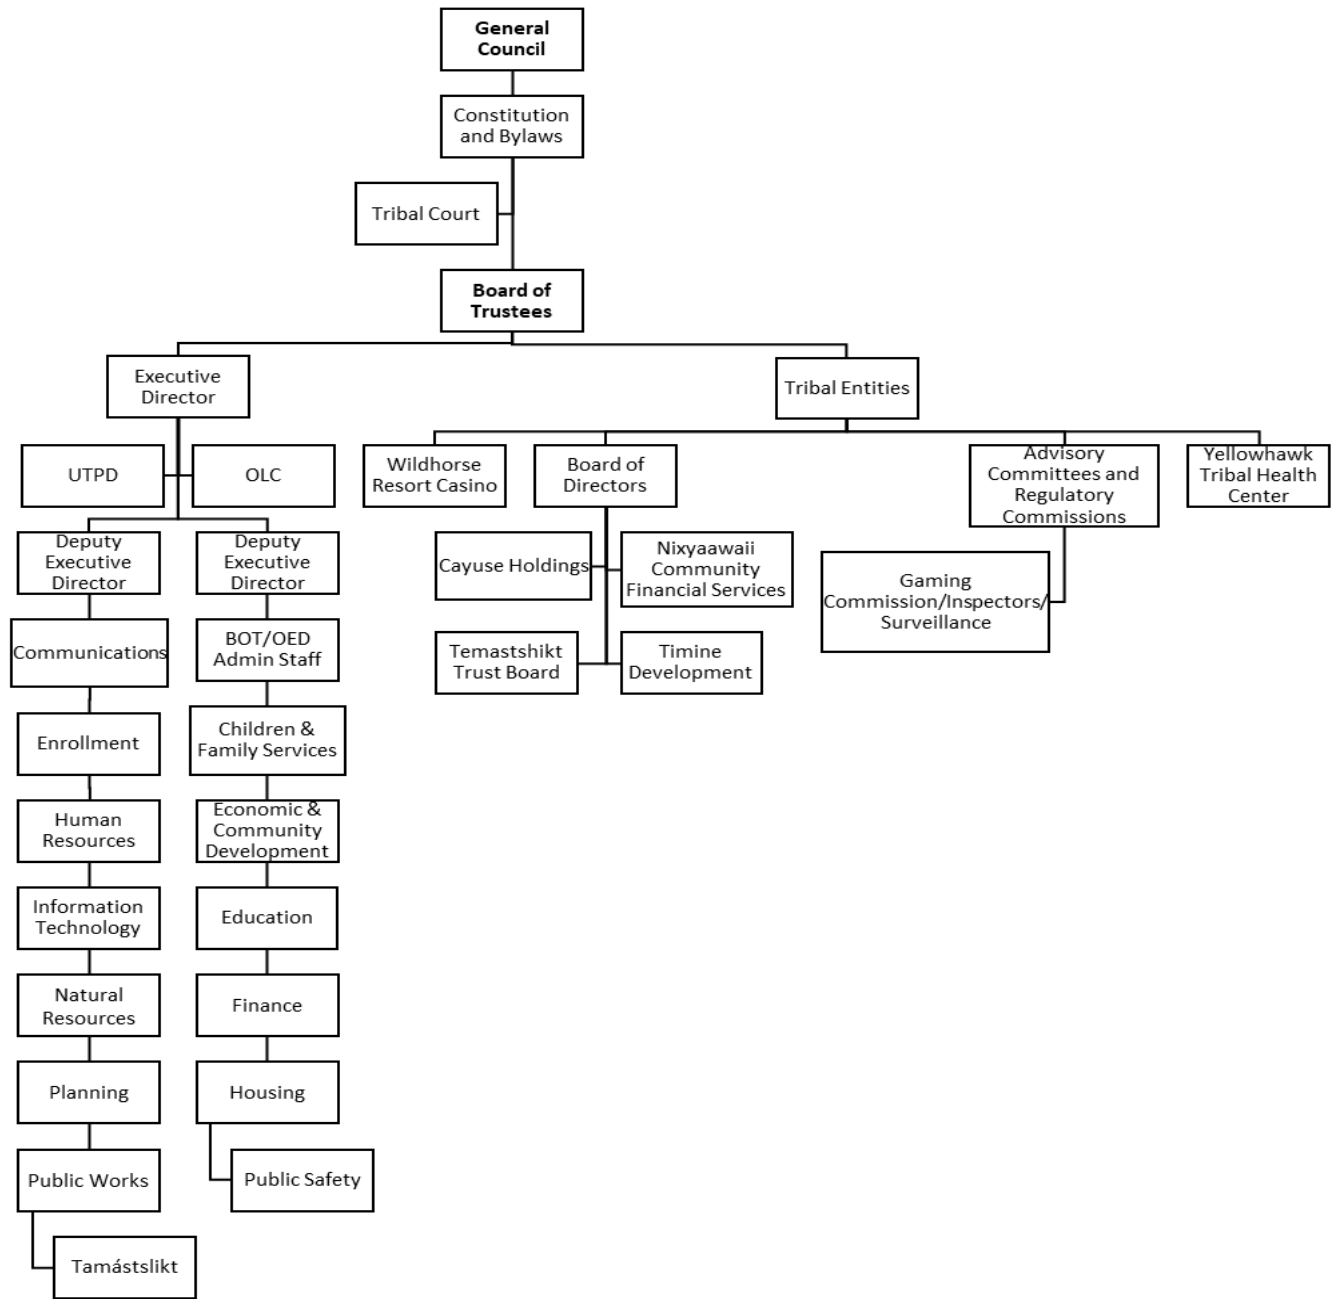 General
Council
Constitution
and Bylaws
Tribal Court
Board of
Trustees
Executive
Director
Tribal Entities
UTPD
OLC
Wildhorse
Resort Casino
Board of
Directors
Advisory
Committees and
Regulatory
Commissions
Yellowhawk
Tribal Health
Center
Deputy
Executive
Director
Deputy
Executive
Director
Cayuse Holdings
Nixyaawaii
Community
Financial Services
Gaming
Commission/Inspectors/
Surveillance
Communications
BOT/OED
Admin Staff
Temastshikt
Trust Board
Timine
Development
Enrollment
Children &
Family Services
Human
Resources
Economic &
Community
Development
Information
Technology
Education
Natural
Resources
Finance
Planning
Housing
Public Works
Public Safety
Tamástslikt